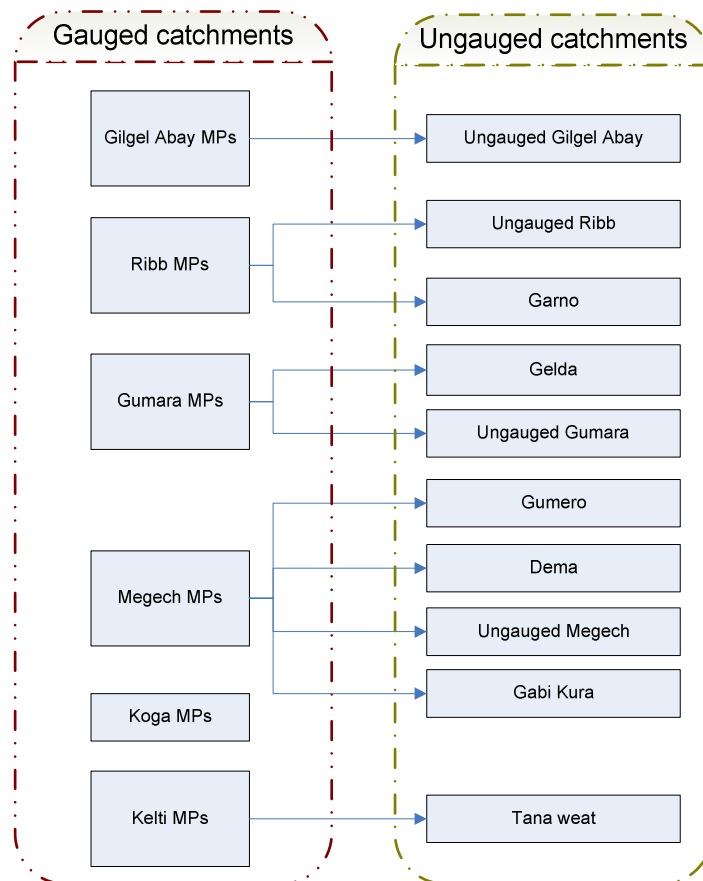 Gauged catchments
Ungauged catchments
Gilgel Abay MPs
Ungauged Gilgel Abay
Ribb MPs
Ungauged Ribb
Garno
Gumara MPs
Gelda
Ungauged Gumara
Megech MPs
Gumero
Dema
Ungauged Megech
Gabi Kura
Koga MPs
Kelti MPs
Tana weat